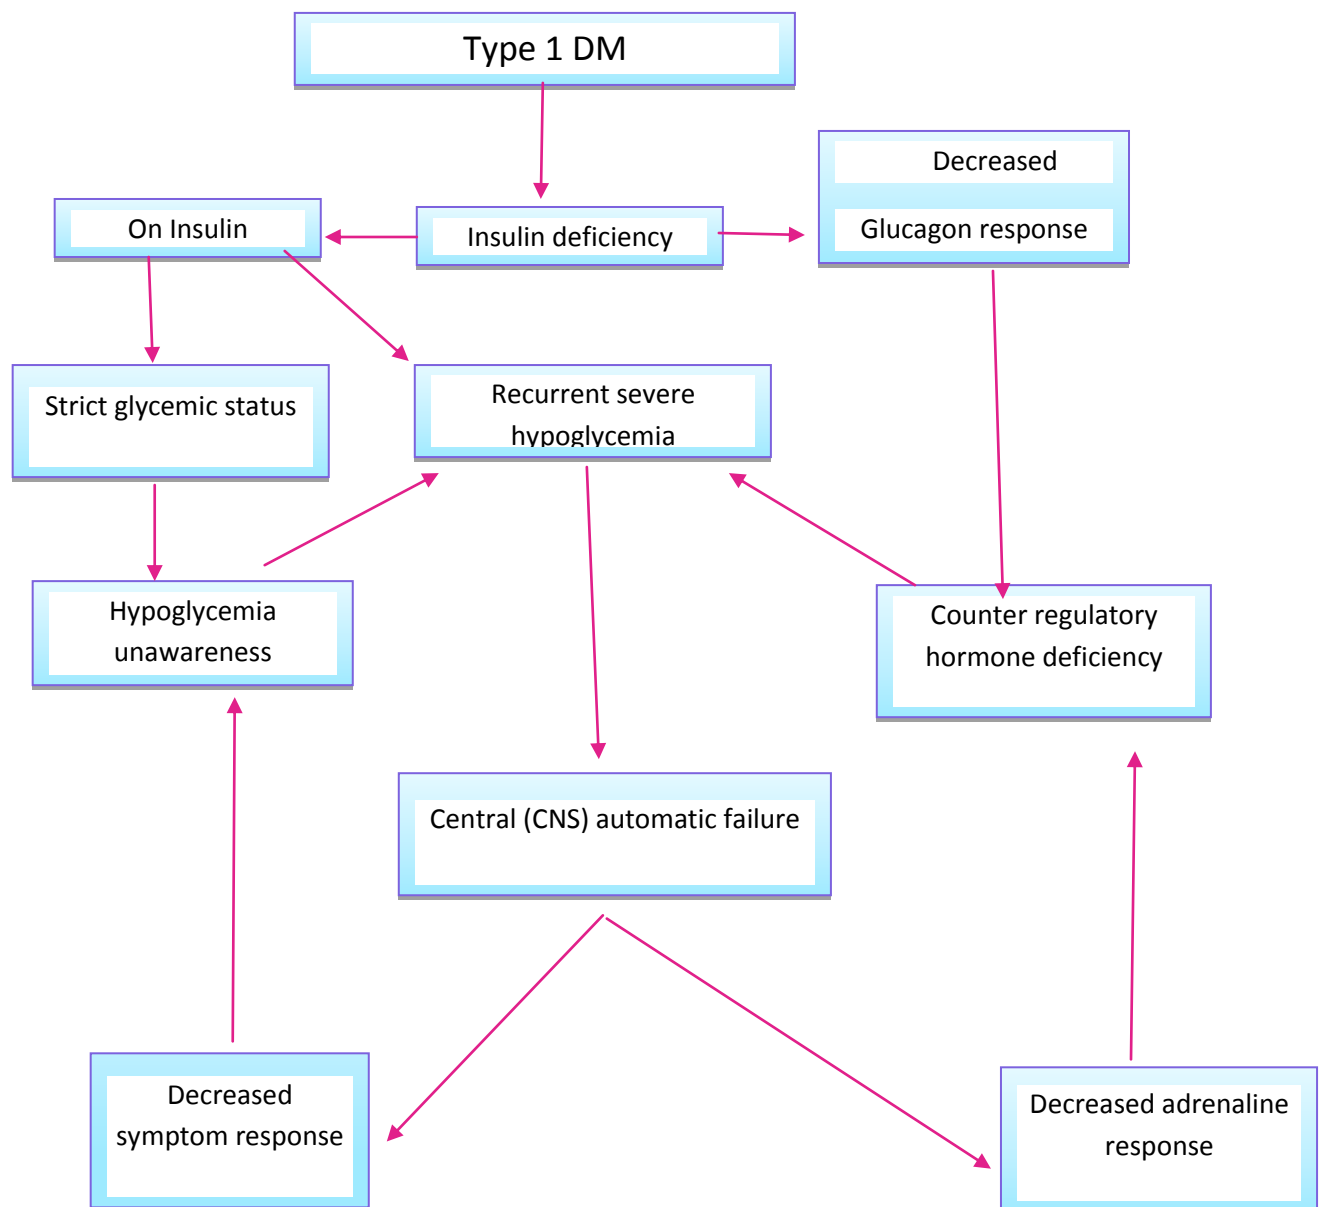 Type 1 DM
Decreased
Glucagon response
On Insulin
Insulin deficiency
Strict glycemic status
Recurrent severe
hypoglycemia
Hypoglycemia
unawareness
Counter regulatory
hormone deficiency
Central (CNS) automatic failure
Decreased
symptom response
Decreased adrenaline
response